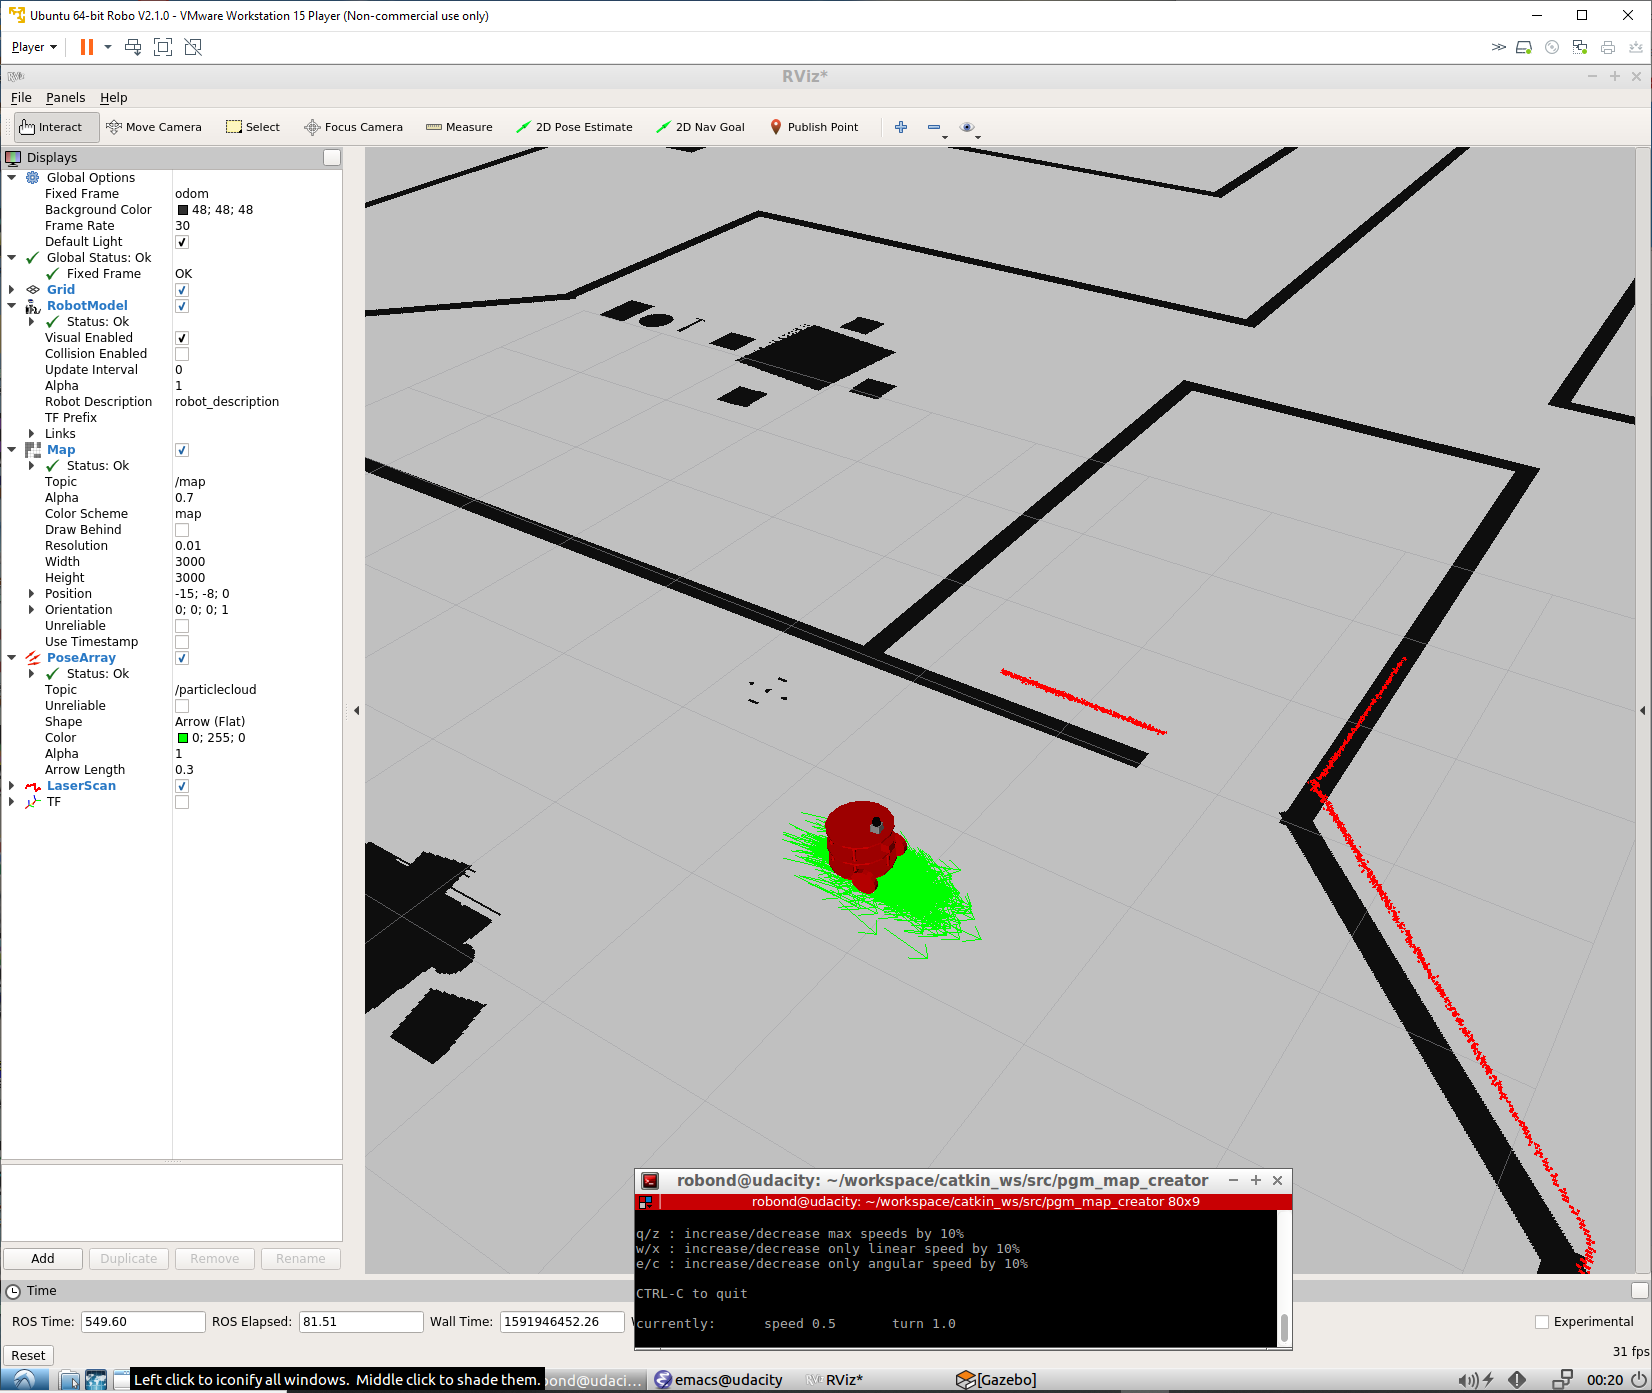 Ubuntu 64-bit Robo V2.1.0 - VMware Workstation 15 Player (Non-commercial use only)
Player
RViz*
File Panels Help
Interact Move Camera Select Focus Camera Measure 2D Pose Estimate 2D Nav Goal Publish Point
Displays
Global Options
Fixed Frame odom
Background Color 48; 48; 48
Frame Rate 30
Default Light
Global Status: Ok
Fixed Frame OK
Grid
RobotModel
Status: Ok
Visual Enabled
Collision Enabled
Update Interval 0
Alpha 1
Robot Description robot_description
TF Prefix
Links
Map
Status: Ok
Topic /map
Alpha 0.7
Color Scheme map
Draw Behind
Resolution 0.01
Width 3000
Height 3000
Position -15; -8; 0
Orientation 0; 0; 0; 1
Unreliable
Use Timestamp
PoseArray
Status: Ok
Topic /particlecloud
Unreliable
Shape Arrow (Flat)
Color 0; 255; 0
Alpha 1
Arrow Length 0.3
LaserScan
TF
Add Duplicate Remove Rename
robond@udacity: ~/workspace/catkin_ws/src/pgm_map_creator
robond@udacity: ~/workspace/catkin_ws/src/pgm_map_creator 80x9
q/z : increase/decrease max speeds by 10%
w/x : increase/decrease only linear speed by 10%
e/c : increase/decrease only angular speed by 10%
CTRL-C to quit
currently: speed 0.5 turn 1.0
Time
ROS Time: 549.60 ROS Elapsed: 81.51 Wall Time: 1591946452.26 Experimental
Reset 31 fps
Left click to iconify all windows. Middle click to shade them. ond@udaci... emacs@udacity RViz* [Gazebo] 00:20